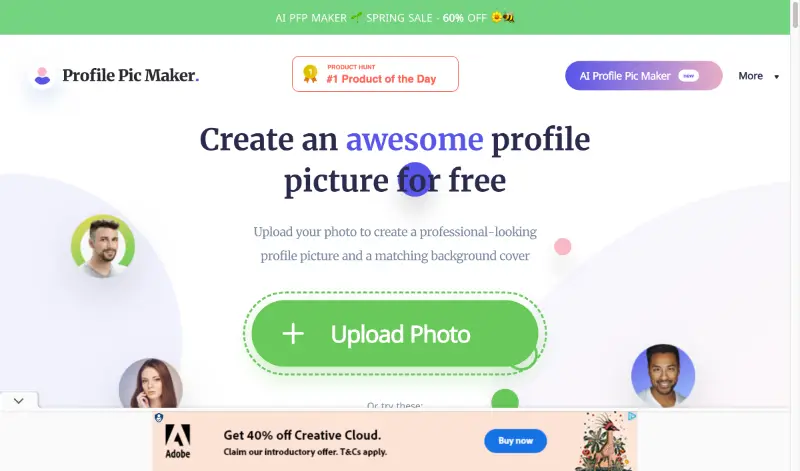 AI PFP MAKER 🌱 SPRING SALE - 60% OFF 🌻🐝
Profile Pic Maker.
1
PRODUCT HUNT
#1 Product of the Day
AI Profile Pic Maker new
More
Create an awesome profile
picture for free
Upload your photo to create a professional-looking
profile picture and a matching background cover
+ Upload Photo
Or try these:
Adobe
Get 40% off Creative Cloud.
Claim our introductory offer. T&Cs apply.
Buy now